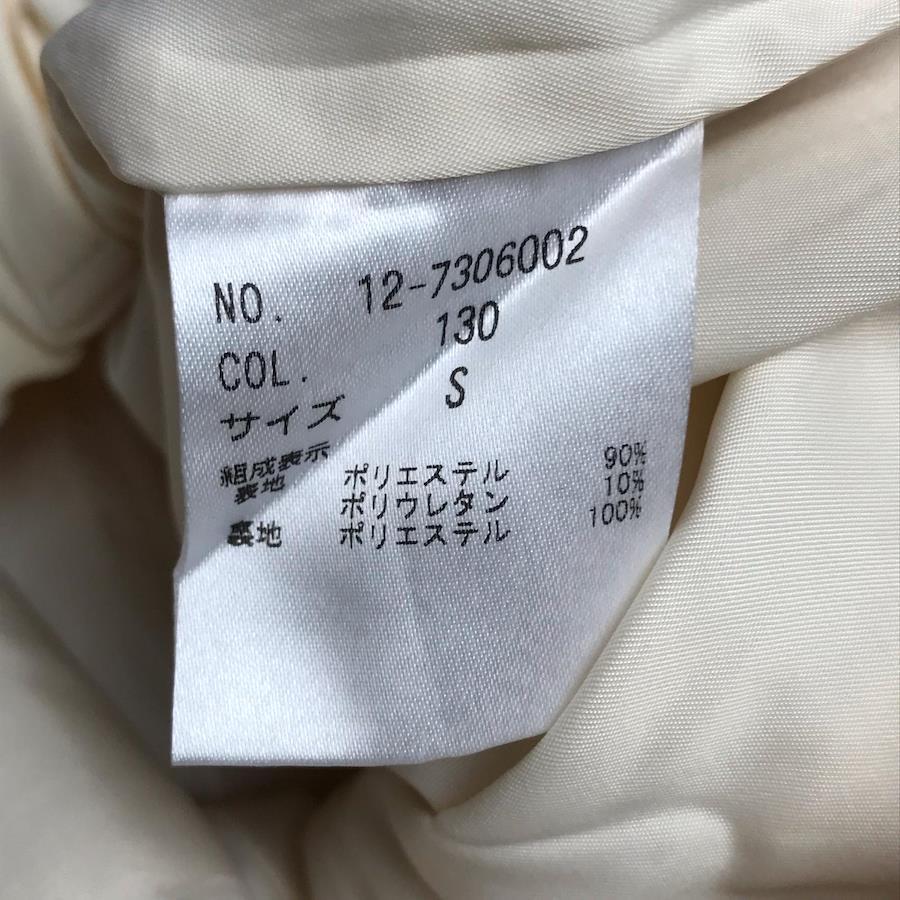 NO. 12-7306002
COL. 130
サイズ S
組成表示
表地 ポリエステル 90%
ポリウレタン 10%
裏地 ポリエステル 100%